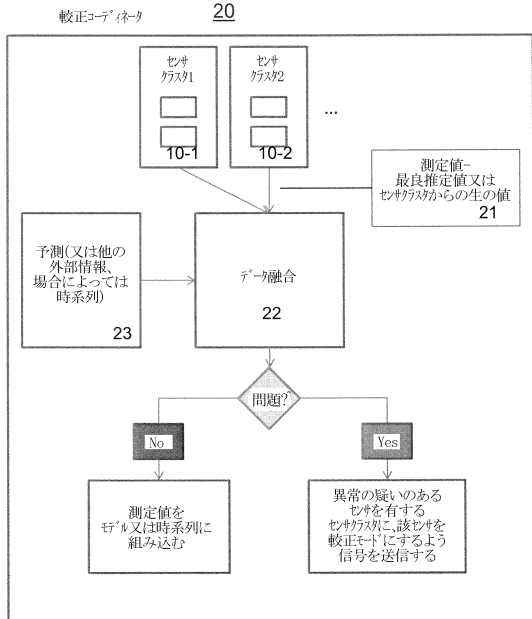 較正コーディネータ
20
センサ
クラスタ1
10-1
センサ
クラスタ2
10-2
...
測定値-
最良推定値又は
センサクラスタからの生の値
21
予測(又は他の
外部情報、
場合によっては
時系列)
23
データ融合
22
問題?
No
Yes
測定値を
モデル又は時系列に
組み込む
異常の疑いのある
センサを有する
センサクラスタに、該センサを
較正モードにするよう
信号を送信する